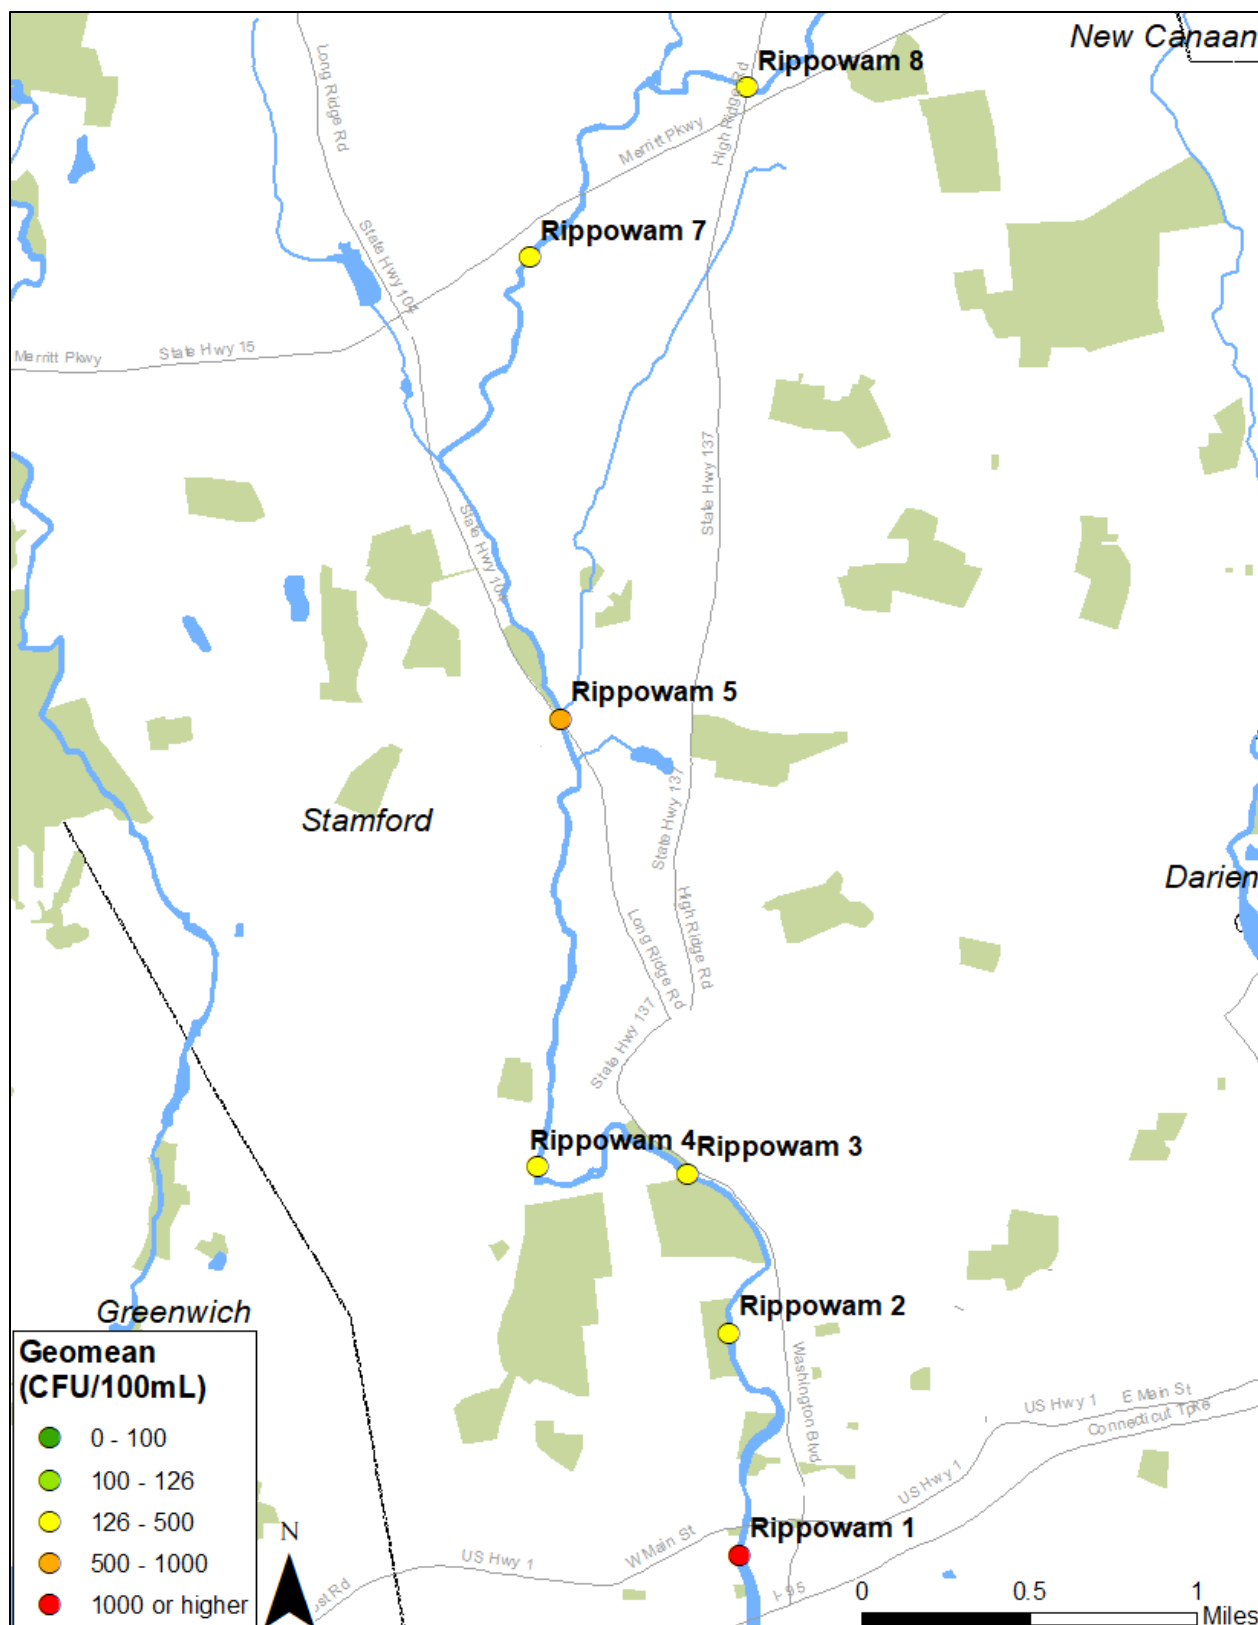 New Canaan
Rippowam 8
Long Ridge Rd
High Ridge Rd
Merritt Pkwy
Rippowam 7
State Hwy 104
Merritt Pkwy
State Hwy 15
State Hwy 137
State Hwy 104
Rippowam 5
Stamford
State Hwy 137
Darien
High Ridge Rd
Long Ridge Rd
State Hwy 137
Rippowam 4
Rippowam 3
Greenwich
Rippowam 2
Washington Blvd
US Hwy 1
E Main St
Connecticut Tpke
US Hwy 1
Rippowam 1
W Main St
US Hwy 1
I-95
ost Rd
Geomean
(CFU/100mL)
0 - 100
100 - 126
126 - 500
500 - 1000
1000 or higher
N
0 0.5 1
Miles